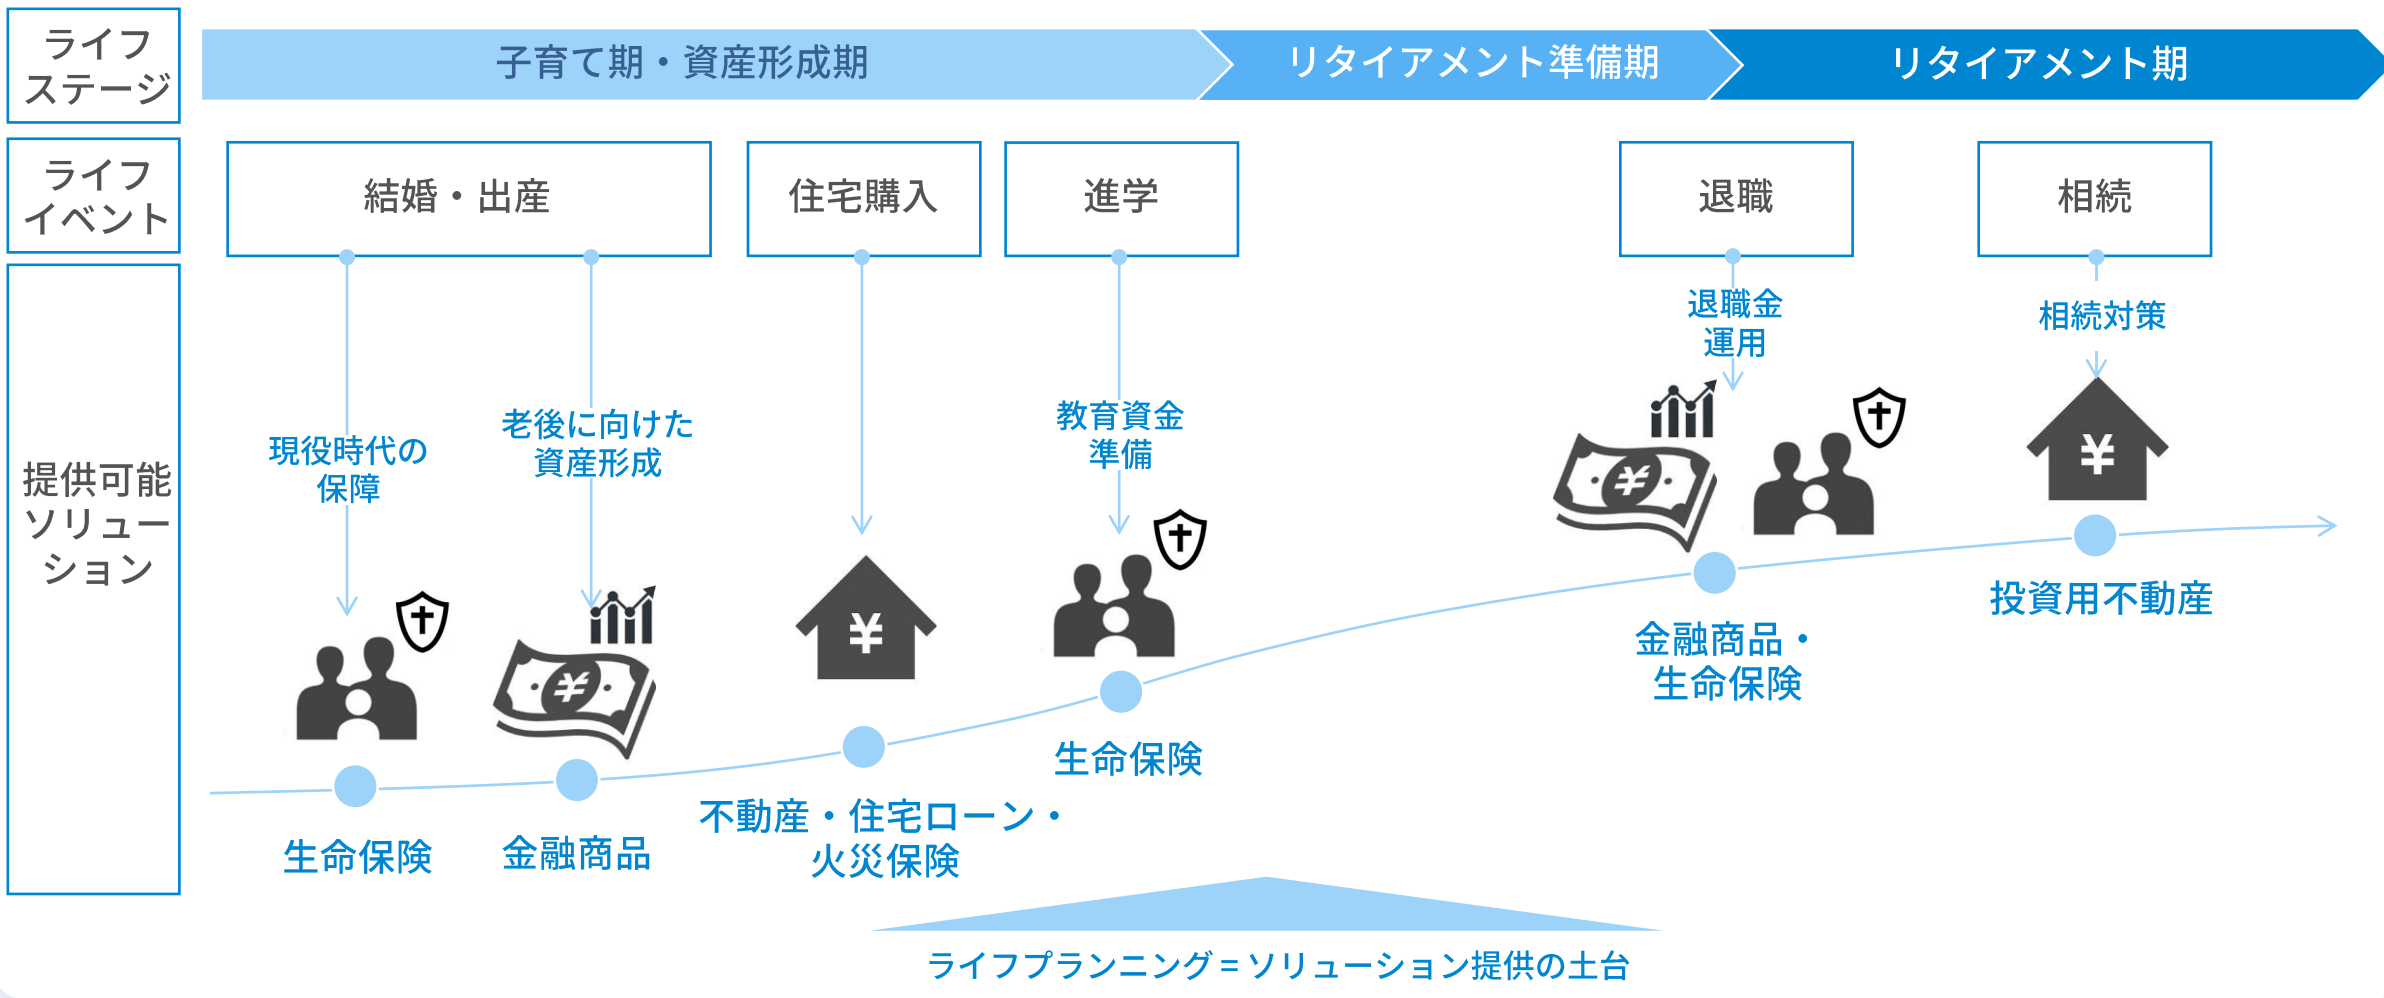 ライフ
ステージ
子育て期・資産形成期
リタイアメント準備期
リタイアメント期
ライフ
イベント
結婚・出産
住宅購入
進学
退職
相続
提供可能
ソリュー
ション
現役時代の
保障
老後に向けた
資産形成
教育資金
準備
退職金
運用
相続対策
¥
¥
¥
¥
生命保険
金融商品
不動産・住宅ローン・
火災保険
生命保険
金融商品・
生命保険
投資用不動産
ライフプランニング = ソリューション提供の土台